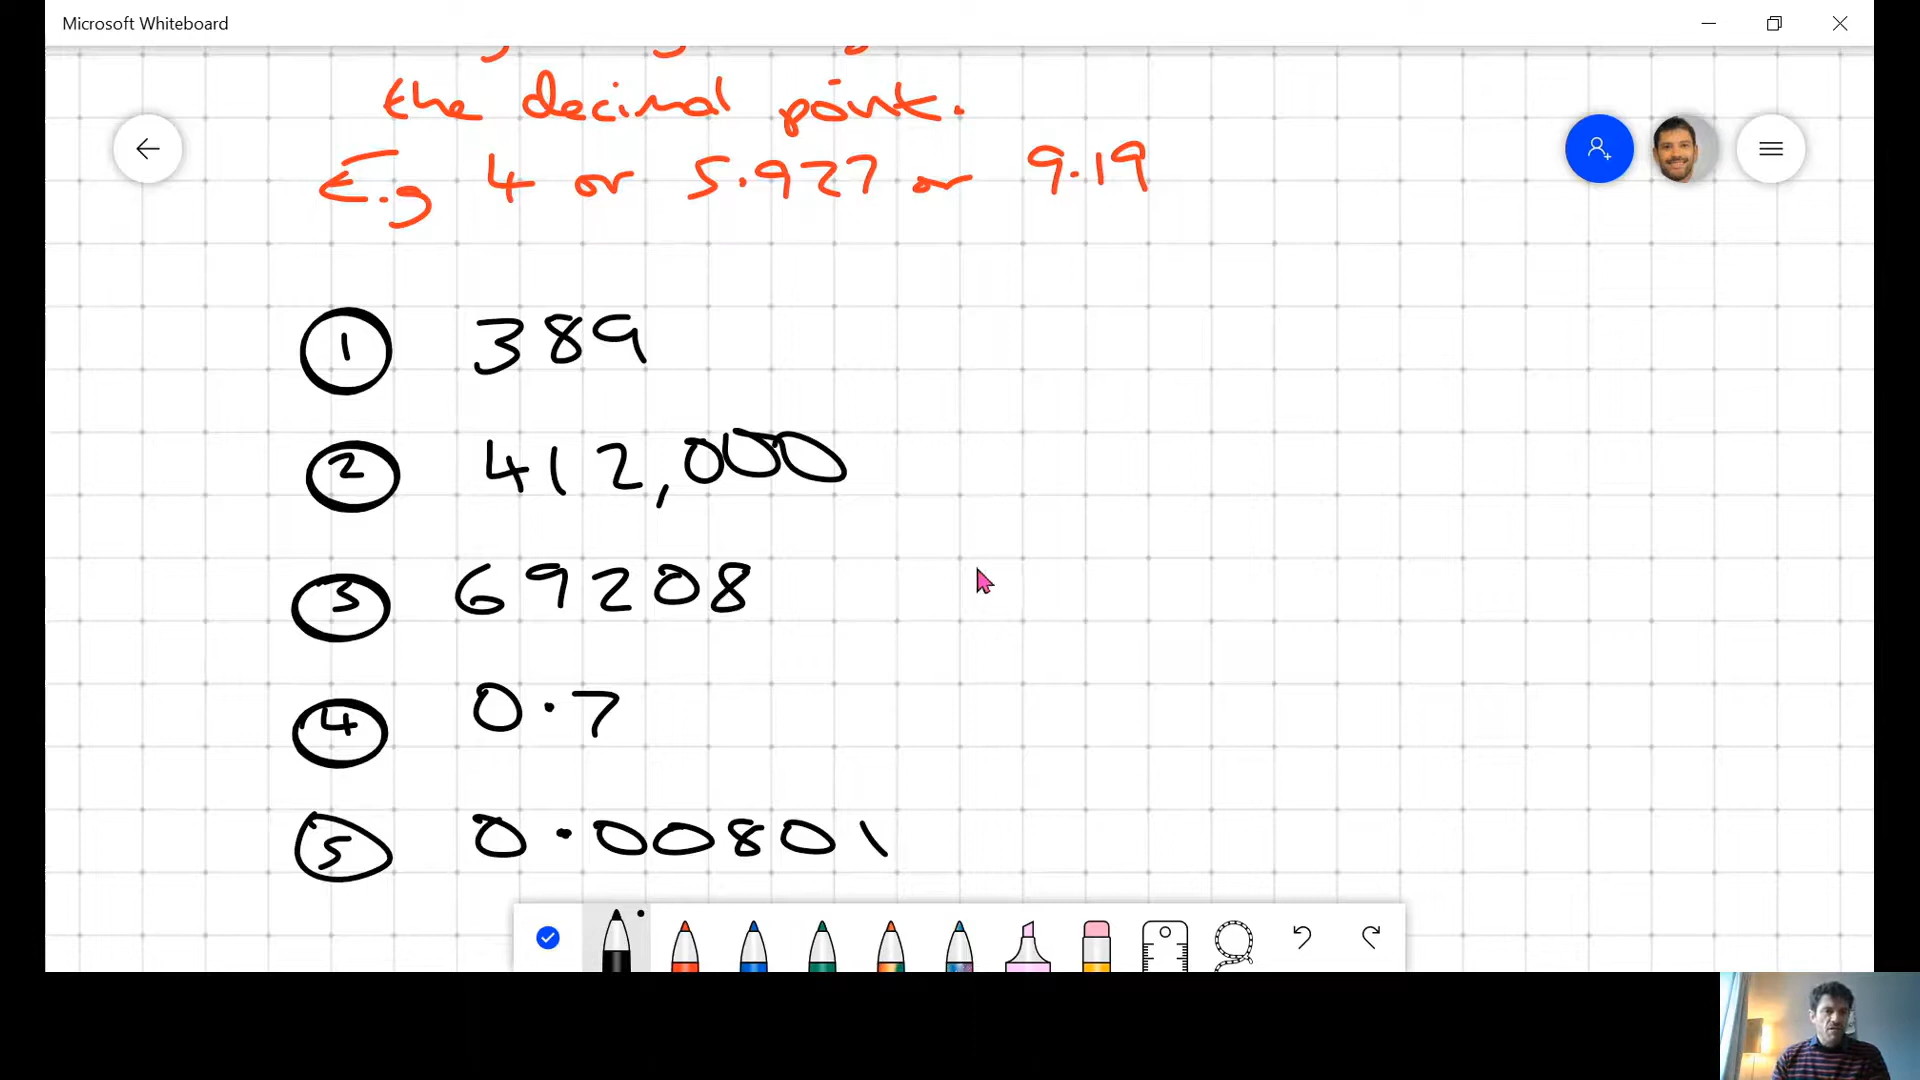 Microsoft Whiteboard
the decimal point.
E.g 4 or 5.927 or 9.19
1 389
2 412,000
3 69208
4 0.7
5 0.00801